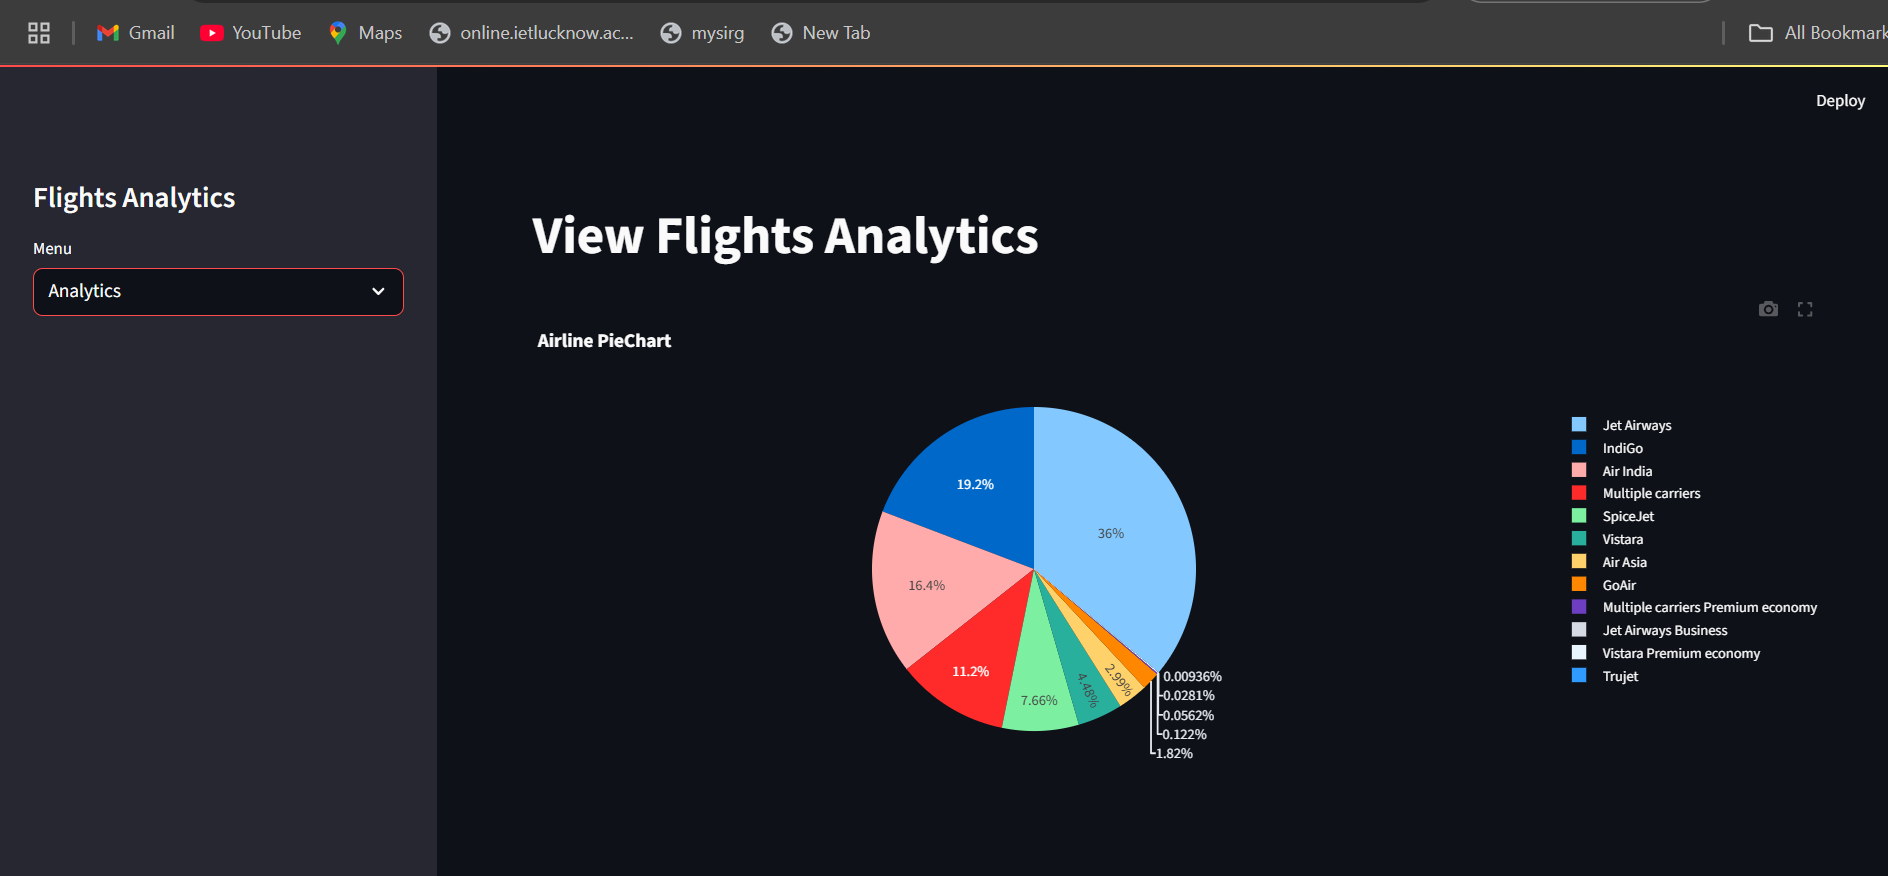 Gmail YouTube Maps online.ietlucknow.ac... mysirg New Tab All Bookmark
Deploy
Flights Analytics
Menu
Analytics
View Flights Analytics
Airline PieChart
36%
19.2%
16.4%
11.2%
7.66%
4.48%
2.99%
0.00936%
0.0281%
0.0562%
0.122%
1.82%
Jet Airways
IndiGo
Air India
Multiple carriers
SpiceJet
Vistara
Air Asia
GoAir
Multiple carriers Premium economy
Jet Airways Business
Vistara Premium economy
Trujet